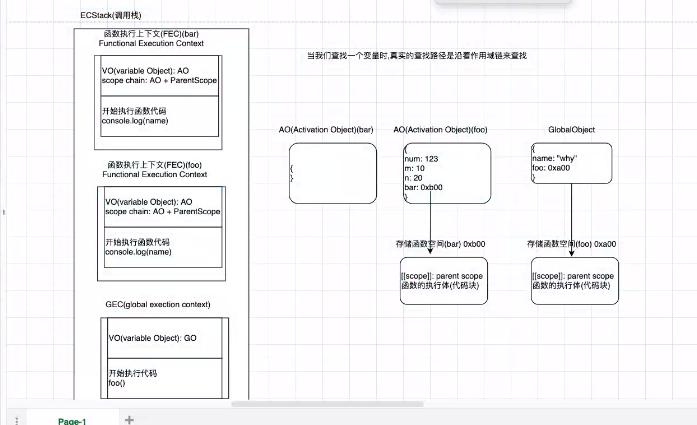 ECStack(调用栈)
函数执行上下文(FEC)(bar)
Functional Execution Context
VO(variable Object): AO
scope chain: AO + ParentScope
开始执行函数代码
console.log(name)
函数执行上下文(FEC)(foo)
Functional Execution Context
VO(variable Object): AO
scope chain: AO + ParentScope
开始执行函数代码
console.log(name)
GEC(global exection context)
VO(variable Object): GO
开始执行代码
foo()
当我们查找一个变量时,真实的查找路径是沿着作用域链来查找
AO(Activation Object)(bar)
{
}
AO(Activation Object)(foo)
{
num: 123
m: 10
n: 20
bar: 0xb00
}
存储函数空间(bar) 0xb00
[[scope]]: parent scope
函数的执行体(代码块)
GlobalObject
{
name: "why"
foo: 0xa00
}
存储函数空间(foo) 0xa00
[[scope]]: parent scope
函数的执行体(代码块)
Page-1